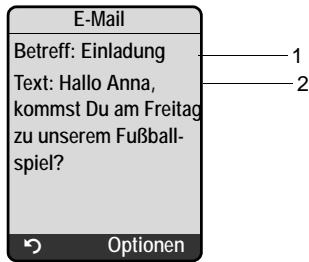 E-Mail
Betreff: Einladung
1
Text: Hallo Anna,
2
kommst Du am Freitag
zu unserem Fußball-
spiel?
Optionen